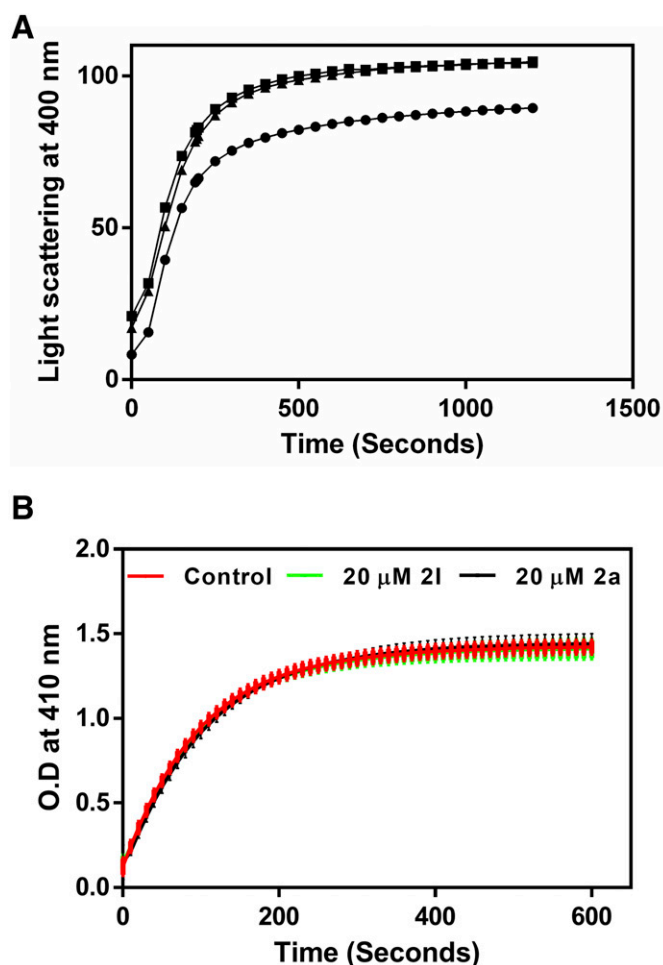 A
Light scattering at 400 nm
100
50
0
0 500 1000 1500
Time (Seconds)
B
O.D at 410 nm
2.0
1.5
1.0
0.5
0.0
Control 20 μM 2l 20 μM 2a
0 200 400 600
Time (Seconds)